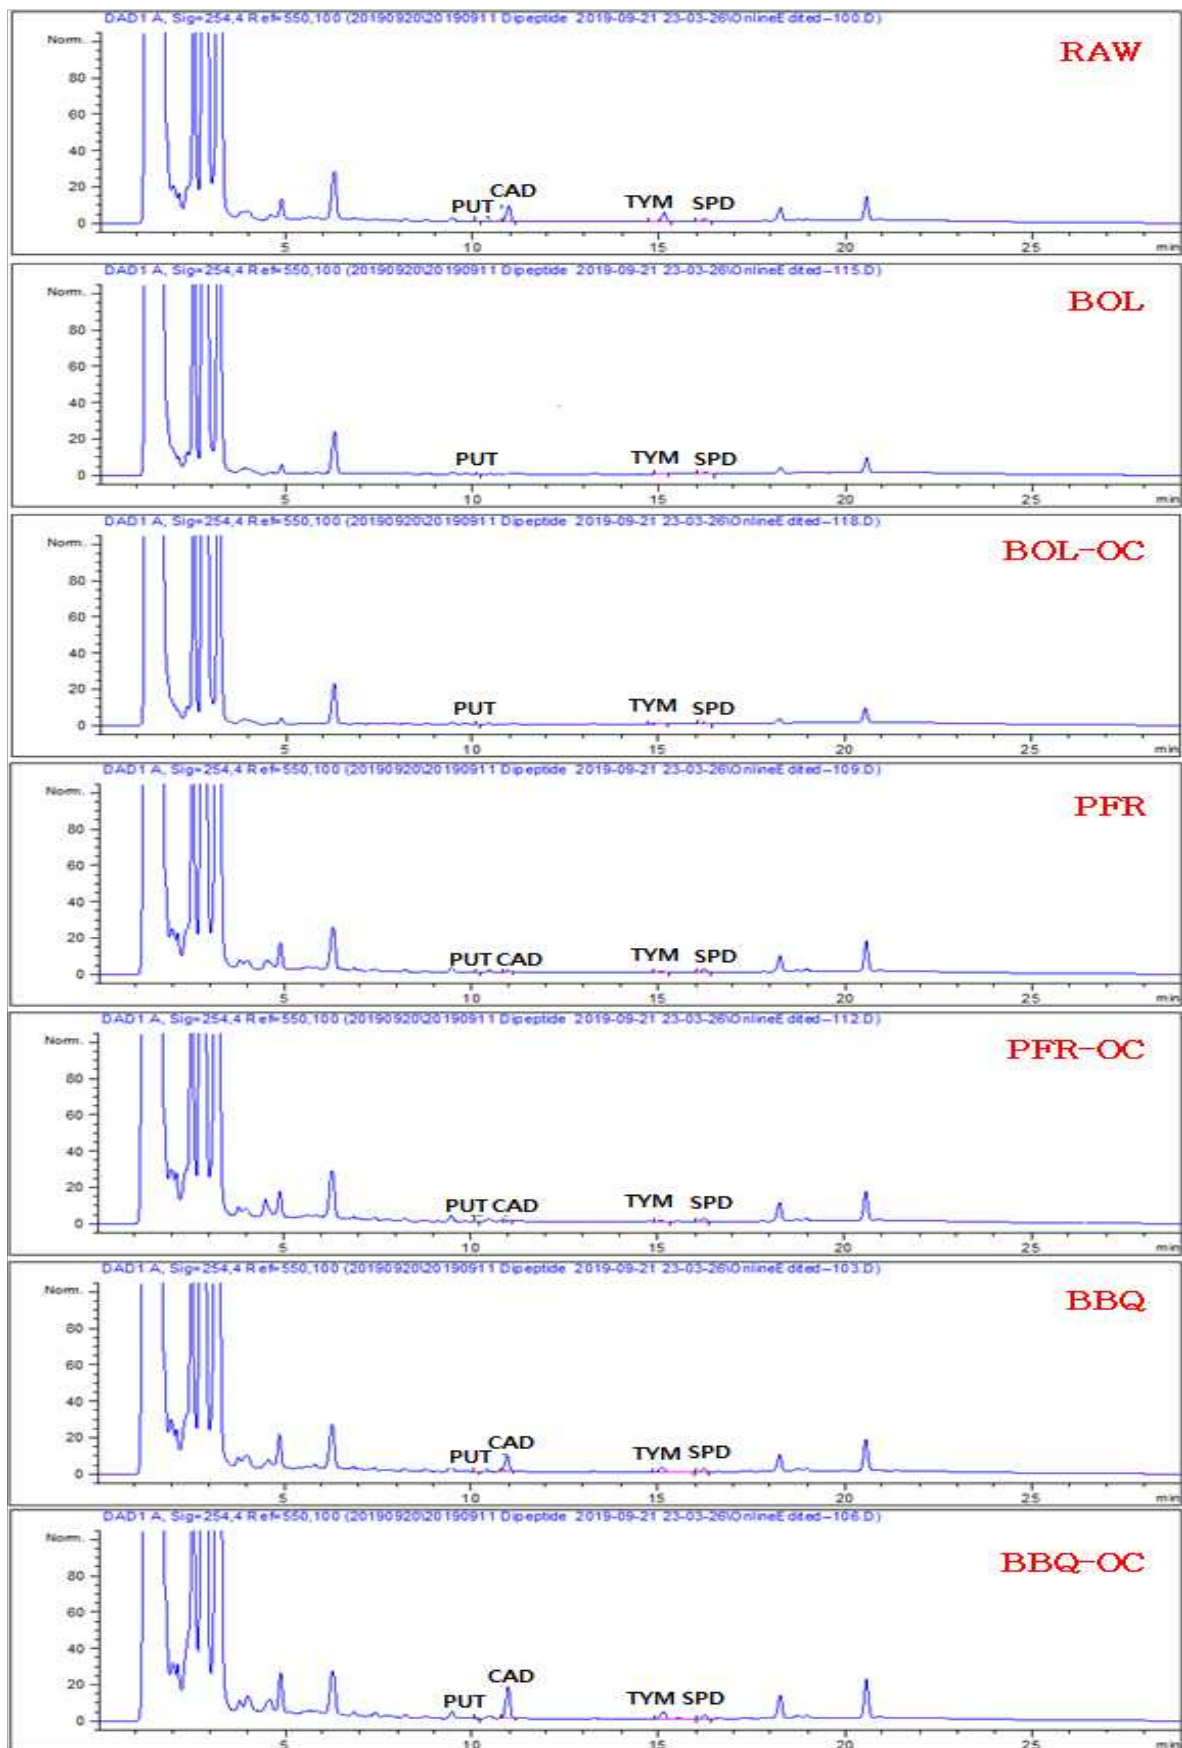 DAD1 A, Sig=254,4 Ref=550,100 (20190920\20190911 Dipeptide 2019-09-21 23-03-26\OnlineEdited--100.D)
Norm.
RAW
80
60
40
20
0
PUT CAD TYM SPD
5 10 15 20 25 min
DAD1 A, Sig=254,4 Ref=550,100 (20190920\20190911 Dipeptide 2019-09-21 23-03-26\OnlineEdited--115.D)
Norm.
BOL
80
60
40
20
0
PUT TYM SPD
5 10 15 20 25 min
DAD1 A, Sig=254,4 Ref=550,100 (20190920\20190911 Dipeptide 2019-09-21 23-03-26\OnlineEdited--118.D)
Norm.
BOL-OC
80
60
40
20
0
PUT TYM SPD
5 10 15 20 25 min
DAD1 A, Sig=254,4 Ref=550,100 (20190920\20190911 Dipeptide 2019-09-21 23-03-26\OnlineEdited--109.D)
Norm.
PFR
80
60
40
20
0
PUT CAD TYM SPD
5 10 15 20 25 min
DAD1 A, Sig=254,4 Ref=550,100 (20190920\20190911 Dipeptide 2019-09-21 23-03-26\OnlineEdited--112.D)
Norm.
PFR-OC
80
60
40
20
0
PUT CAD TYM SPD
5 10 15 20 25 min
DAD1 A, Sig=254,4 Ref=550,100 (20190920\20190911 Dipeptide 2019-09-21 23-03-26\OnlineEdited--103.D)
Norm.
BBQ
80
60
40
20
0
PUT CAD TYM SPD
5 10 15 20 25 min
DAD1 A, Sig=254,4 Ref=550,100 (20190920\20190911 Dipeptide 2019-09-21 23-03-26\OnlineEdited--106.D)
Norm.
BBQ-OC
80
60
40
20
0
PUT CAD TYM SPD
5 10 15 20 25 min